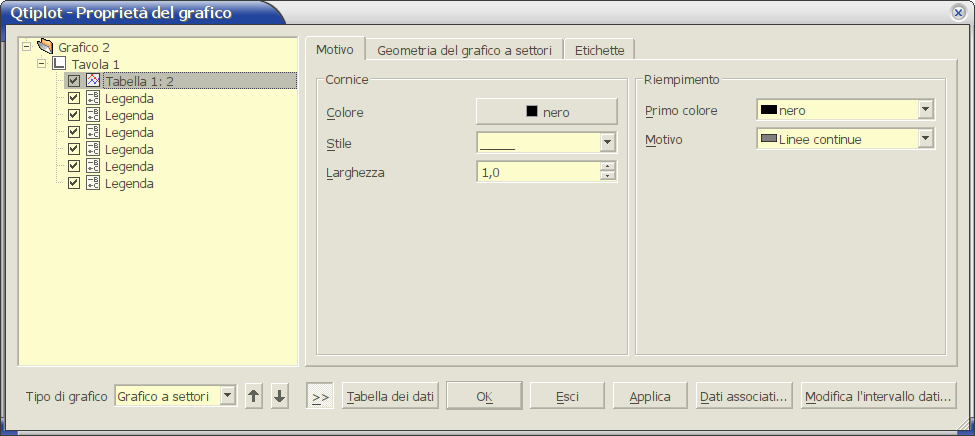 Qtiplot - Proprietà del grafico
Grafico 2
Tavola 1
Tabella 1: 2
Legenda
Legenda
Legenda
Legenda
Legenda
Legenda
Motivo
Geometria del grafico a settori
Etichette
Cornice
Colore
nero
Stile
Larghezza
1,0
Riempimento
Primo colore
nero
Motivo
Linee continue
Tipo di grafico
Grafico a settori
>>
Tabella dei dati
OK
Esci
Applica
Dati associati...
Modifica l'intervallo dati...